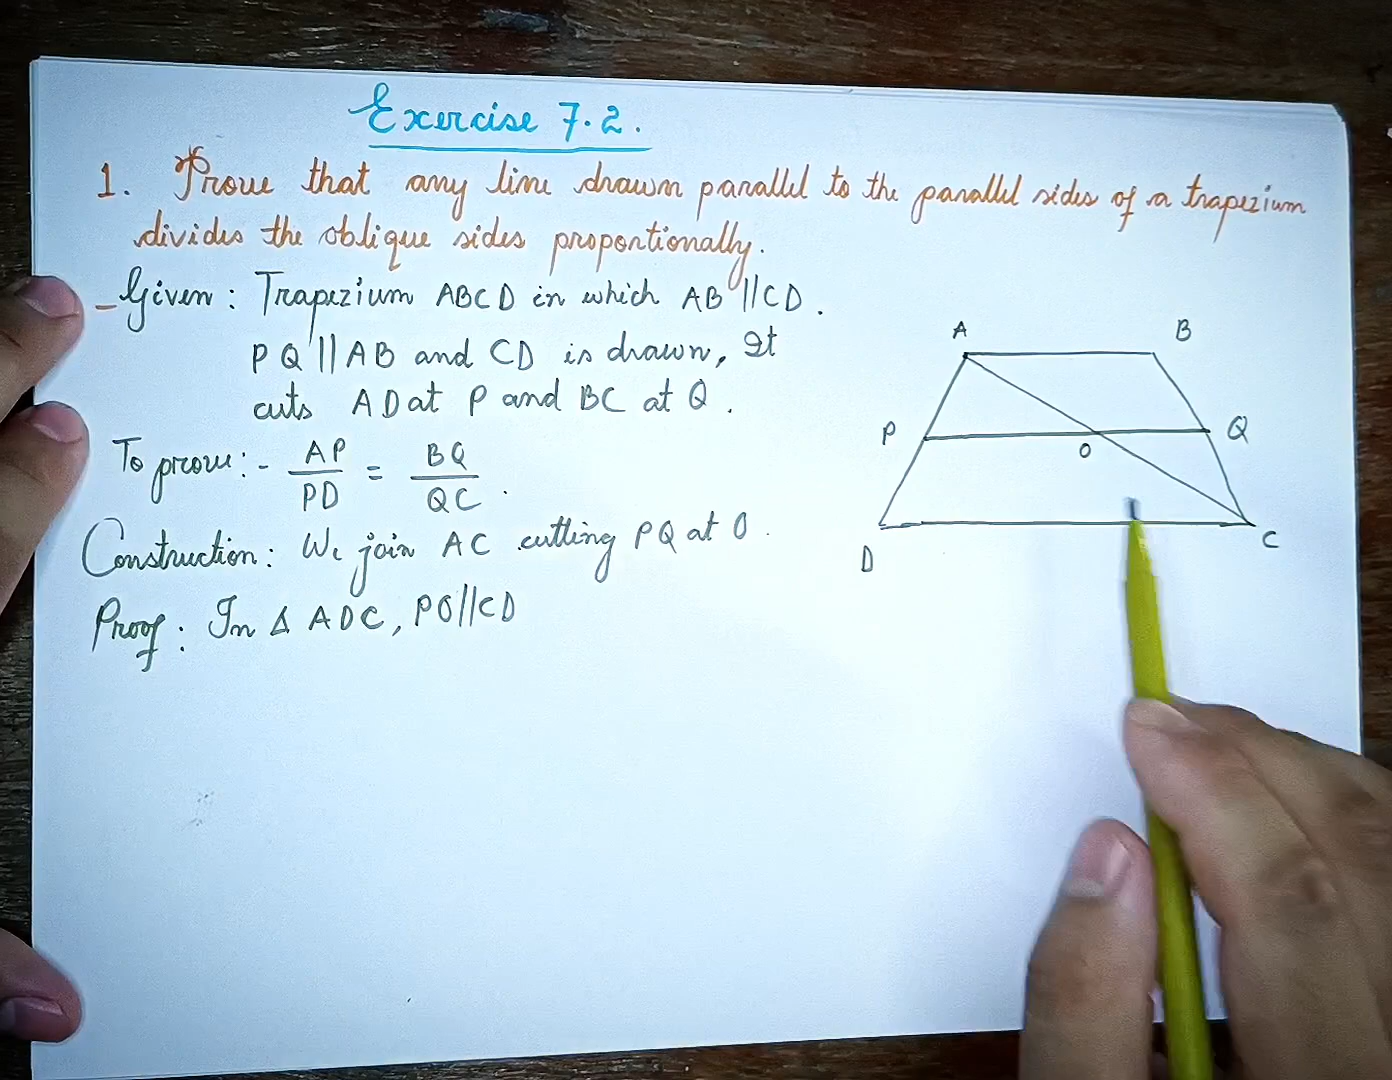 Exercise 7.2.
1. Prove that any line drawn parallel to the parallel sides of a trapezium
divides the oblique sides proportionally.
Given : Trapezium ABCD in which AB || CD .
PQ || AB and CD is drawn, It
cuts AD at P and BC at Q .
To prove :- AP/PD = BQ/QC .
Construction : We join AC cutting PQ at O .
Proof : In Δ ADC, PO||CD
A B
P Q
O
D C